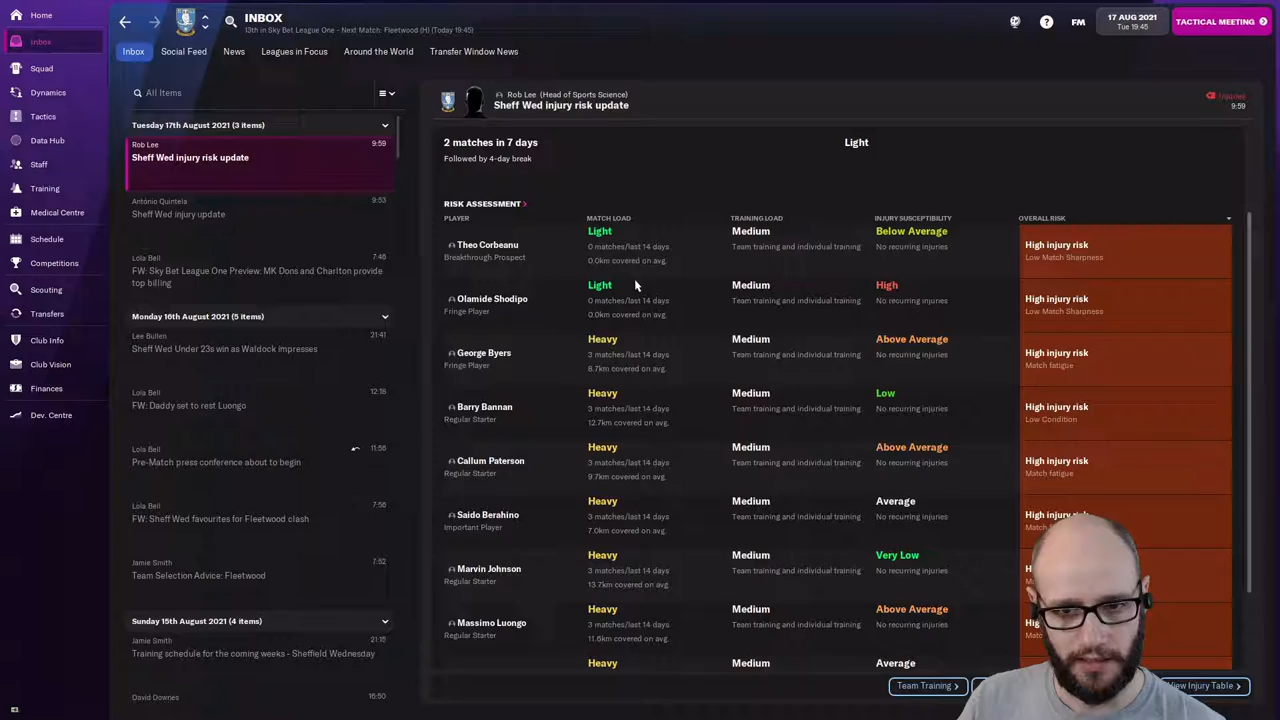 Home
INBOX
13th in Sky Bet League One - Next Match: Fleetwood (H) (Today 19:45)
FM
17 AUG 2021
Tue 19:45
TACTICAL MEETING
Inbox
Squad
Dynamics
Tactics
Data Hub
Staff
Training
Medical Centre
Schedule
Competitions
Scouting
Transfers
Club Info
Club Vision
Finances
Dev. Centre
Inbox
Social Feed
News
Leagues in Focus
Around the World
Transfer Window News
All Items
Tuesday 17th August 2021 (3 items)
Rob Lee
9:59
Sheff Wed injury risk update
António Quintela
9:53
Sheff Wed injury update
Lola Bell
7:46
FW: Sky Bet League One Preview: MK Dons and Charlton provide
top billing
Monday 16th August 2021 (5 items)
Lee Bullen
21:41
Sheff Wed Under 23s win as Waldock impresses
Lola Bell
12:18
FW: Daddy set to rest Luongo
Lola Bell
11:56
Pre-Match press conference about to begin
Lola Bell
7:56
FW: Sheff Wed favourites for Fleetwood clash
Jamie Smith
7:52
Team Selection Advice: Fleetwood
Sunday 15th August 2021 (4 items)
Jamie Smith
21:15
Training schedule for the coming weeks - Sheffield Wednesday
David Downes
16:50
Rob Lee (Head of Sports Science)
Sheff Wed injury risk update
Injuries
9:59
2 matches in 7 days
Light
Followed by 4-day break
RISK ASSESSMENT >
PLAYER
MATCH LOAD
TRAINING LOAD
INJURY SUSCEPTIBILITY
OVERALL RISK
Theo Corbeanu
Breakthrough Prospect
Light
0 matches/last 14 days
0.0km covered on avg.
Medium
Team training and individual training
Below Average
No recurring injuries
High injury risk
Low Match Sharpness
Olamide Shodipo
Fringe Player
Light
0 matches/last 14 days
0.0km covered on avg.
Medium
Team training and individual training
High
No recurring injuries
High injury risk
Low Match Sharpness
George Byers
Fringe Player
Heavy
3 matches/last 14 days
8.7km covered on avg.
Medium
Team training and individual training
Above Average
No recurring injuries
High injury risk
Match fatigue
Barry Bannan
Regular Starter
Heavy
3 matches/last 14 days
12.7km covered on avg.
Medium
Team training and individual training
Low
No recurring injuries
High injury risk
Low Condition
Callum Paterson
Regular Starter
Heavy
3 matches/last 14 days
9.7km covered on avg.
Medium
Team training and individual training
Above Average
No recurring injuries
High injury risk
Match fatigue
Saido Berahino
Important Player
Heavy
3 matches/last 14 days
7.0km covered on avg.
Medium
Team training and individual training
Average
No recurring injuries
High injury
Marvin Johnson
Regular Starter
Heavy
3 matches/last 14 days
13.7km covered on avg.
Medium
Team training and individual training
Very Low
No recurring injuries
Massimo Luongo
Regular Starter
Heavy
3 matches/last 14 days
11.6km covered on avg.
Medium
Team training and individual training
Above Average
No recurring injuries
Heavy
Medium
Average
Team Training >
View Injury Table >